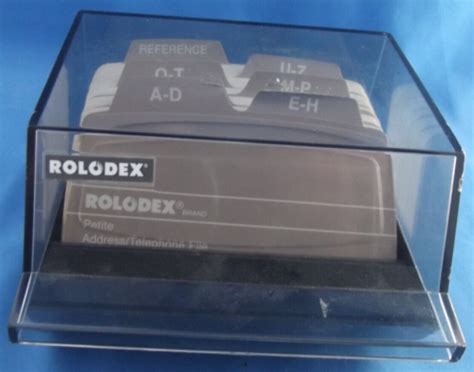 REFERENCE
Q-T
U-Z
A-D
M-P
E-H
ROLODEX®
ROLODEX® BRAND
Petite
Address/Telephone File